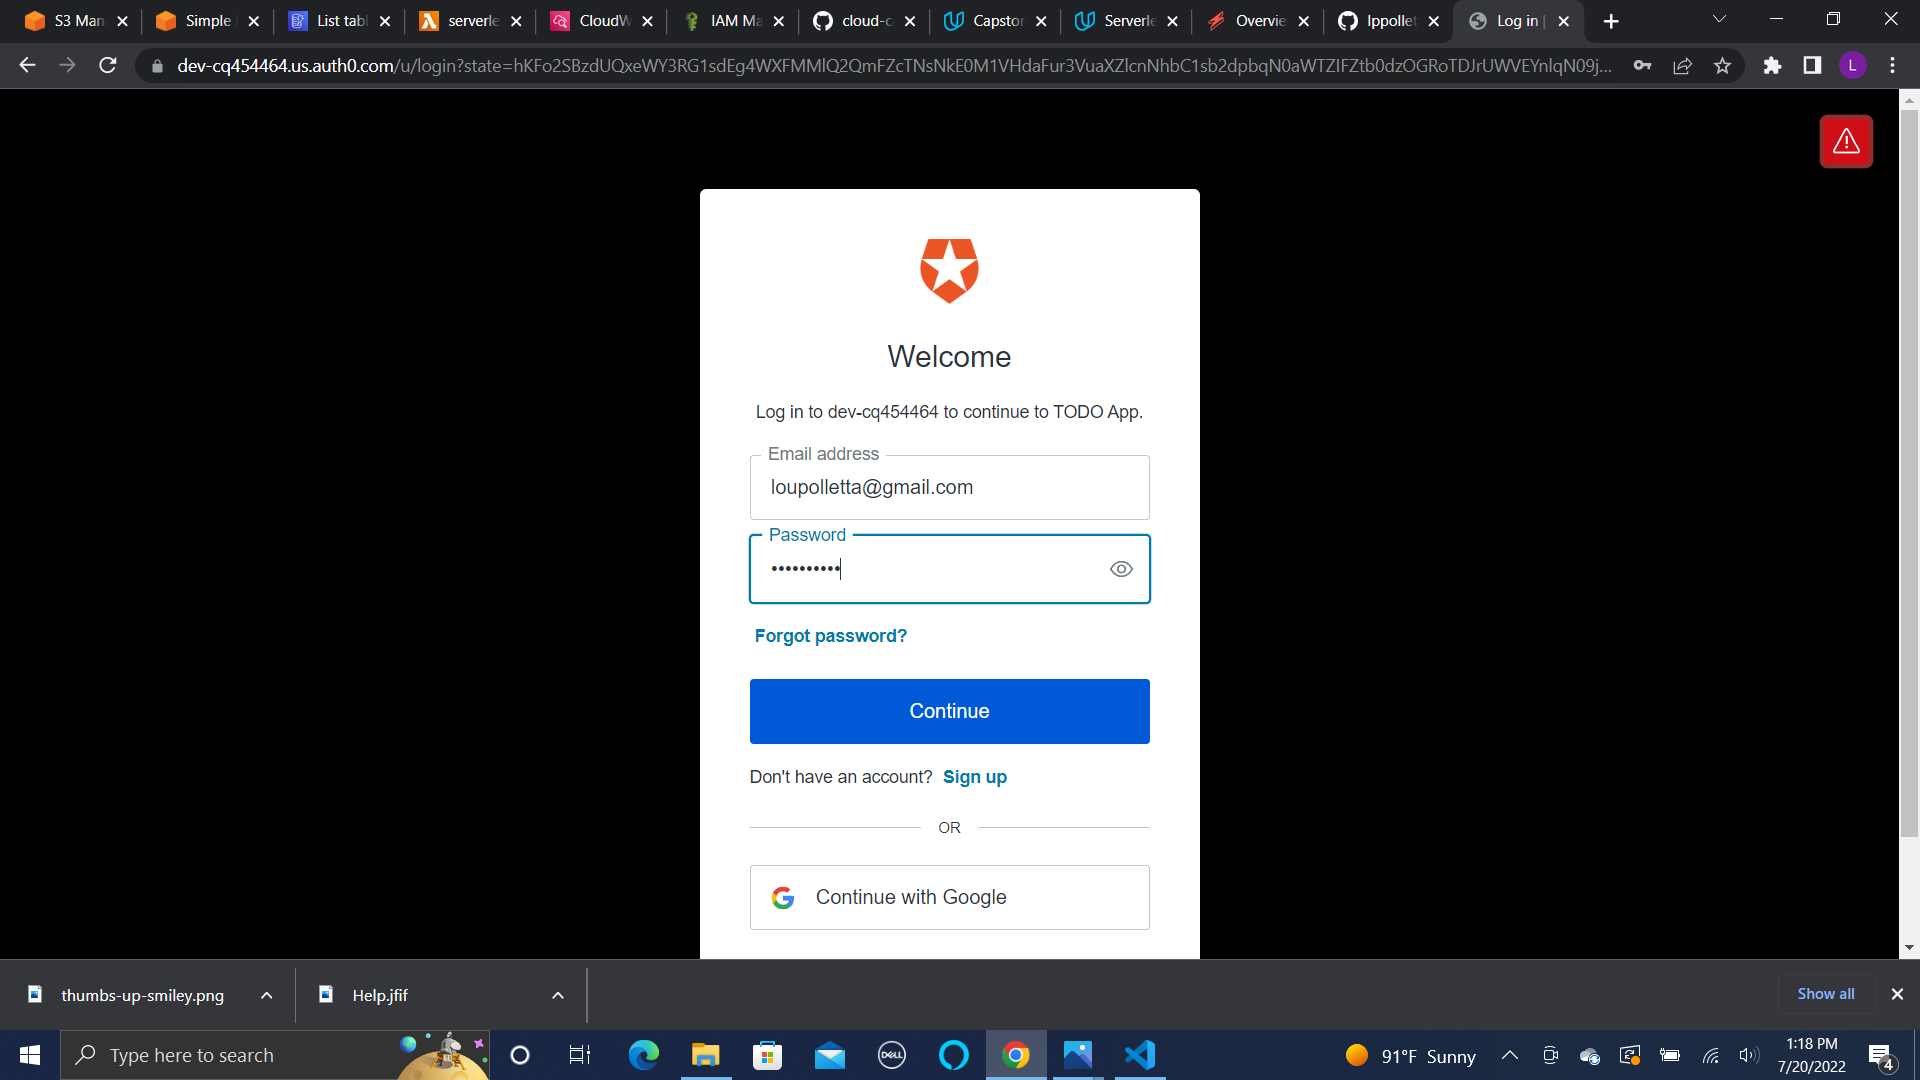 S3 Man
Simple
List tabl
serverle
CloudW
IAM Ma
cloud-c
Capstor
Serverle
Overvie
lppollet
Log in |
dev-cq454464.us.auth0.com/u/login?state=
L
Welcome
Log in to dev-cq454464 to continue to TODO App.
Email address
loupolletta@gmail.com
Password
••••••••••
Forgot password?
Continue
Don't have an account? Sign up
OR
Continue with Google
thumbs-up-smiley.png
Help.jfif
Show all
Type here to search
DELL
91°F Sunny
1:18 PM
7/20/2022
4